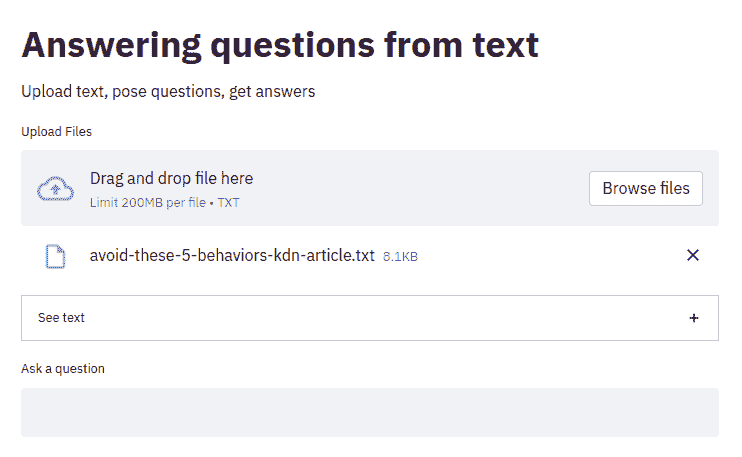 Answering questions from text
Upload text, pose questions, get answers
Upload Files
Drag and drop file here
Limit 200MB per file • TXT
Browse files
avoid-these-5-behaviors-kdn-article.txt 8.1KB
See text
Ask a question